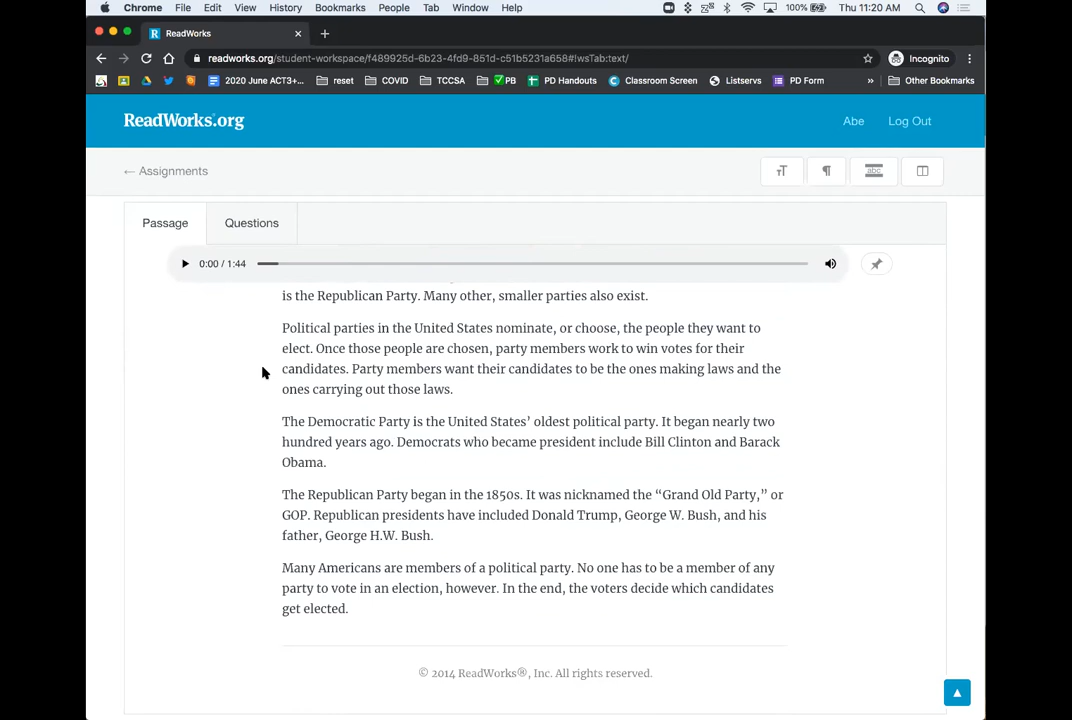 Chrome File Edit View History Bookmarks People Tab Window Help 100% Thu 11:20 AM
ReadWorks
readworks.org/student-workspace/f489925d-6b23-4fd9-851d-c51b5231a658#!wsTab:text/ Incognito
2020 June ACT3+... reset COVID TCCSA PB PD Handouts Classroom Screen Listservs PD Form » Other Bookmarks
ReadWorks.org Abe Log Out
← Assignments
Passage Questions
0:00 / 1:44
is the Republican Party. Many other, smaller parties also exist.
Political parties in the United States nominate, or choose, the people they want to
elect. Once those people are chosen, party members work to win votes for their
candidates. Party members want their candidates to be the ones making laws and the
ones carrying out those laws.
The Democratic Party is the United States’ oldest political party. It began nearly two
hundred years ago. Democrats who became president include Bill Clinton and Barack
Obama.
The Republican Party began in the 1850s. It was nicknamed the “Grand Old Party,” or
GOP. Republican presidents have included Donald Trump, George W. Bush, and his
father, George H.W. Bush.
Many Americans are members of a political party. No one has to be a member of any
party to vote in an election, however. In the end, the voters decide which candidates
get elected.
© 2014 ReadWorks®, Inc. All rights reserved.